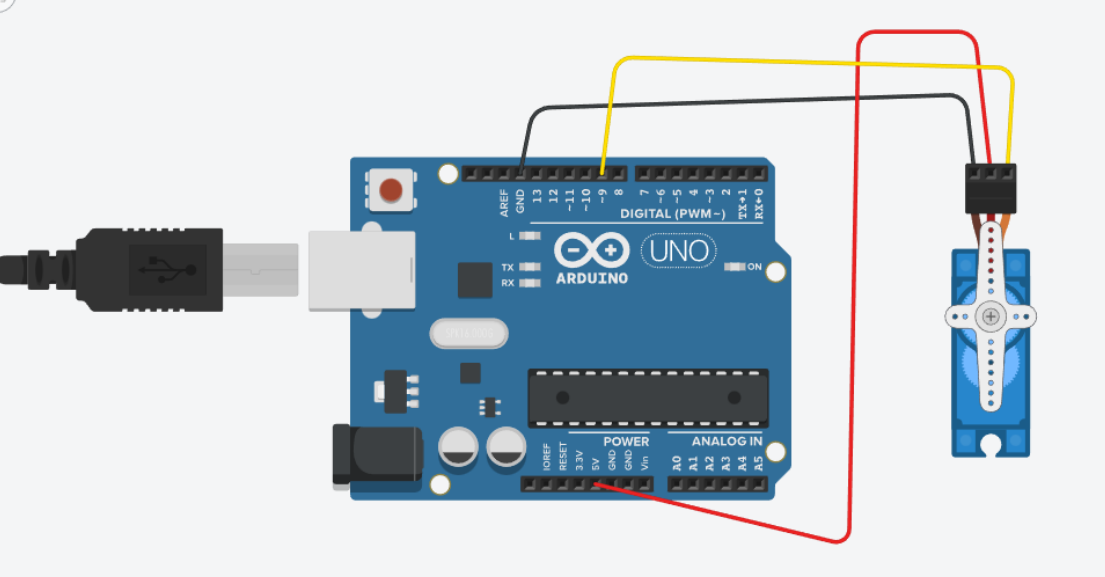 AREF
GND
13
12
~11
~10
~9
8
7
~6
~5
4
~3
2
TX→1
RX←0
DIGITAL (PWM~)
L
TX
RX
UNO
ON
ARDUINO
POWER
ANALOG IN
IOREF
RESET
3.3V
5V
GND
GND
Vin
A0
A1
A2
A3
A4
A5